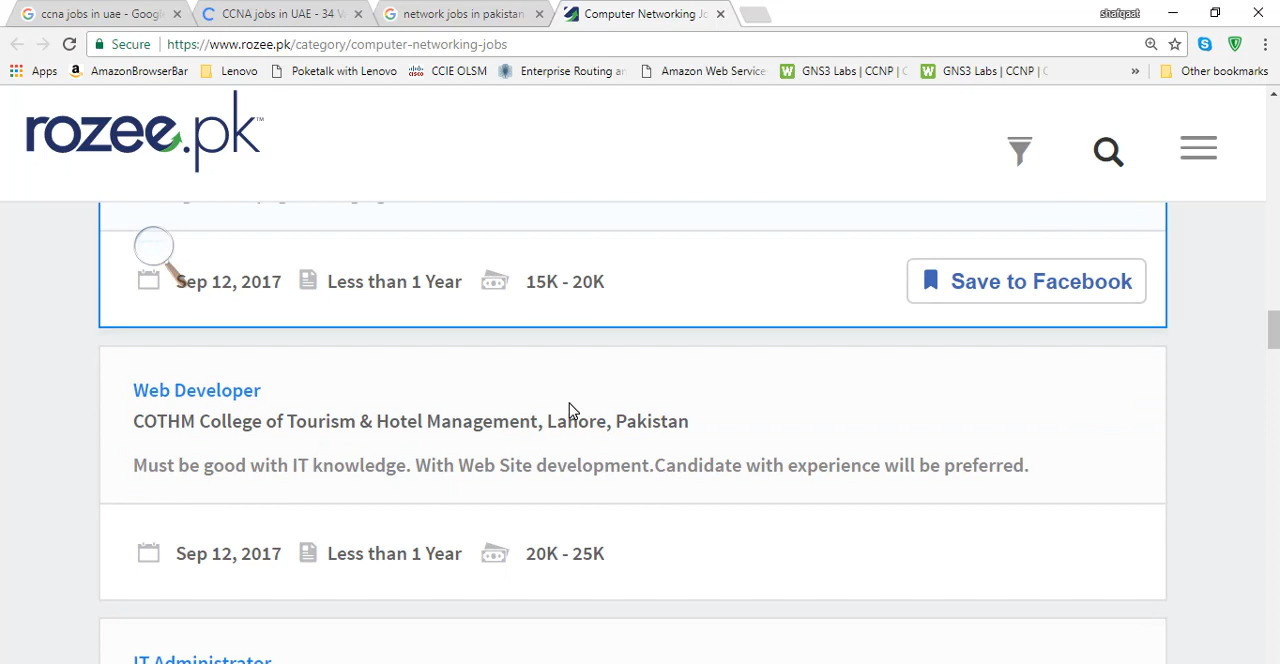 ccna jobs in uae - Googl
CCNA jobs in UAE - 34 V
network jobs in pakistan
Computer Networking Jo
shafqaat
Secure
https://www.rozee.pk/category/computer-networking-jobs
Apps
AmazonBrowserBar
Lenovo
Poketalk with Lenovo
CCIE OLSM
Enterprise Routing an
Amazon Web Service
GNS3 Labs | CCNP | C
GNS3 Labs | CCNP | C
»
Other bookmarks
rozee.pk™
Sep 12, 2017
Less than 1 Year
15K - 20K
Save to Facebook
Web Developer
COTHM College of Tourism & Hotel Management, Lahore, Pakistan
Must be good with IT knowledge. With Web Site development.Candidate with experience will be preferred.
Sep 12, 2017
Less than 1 Year
20K - 25K
IT Administrator